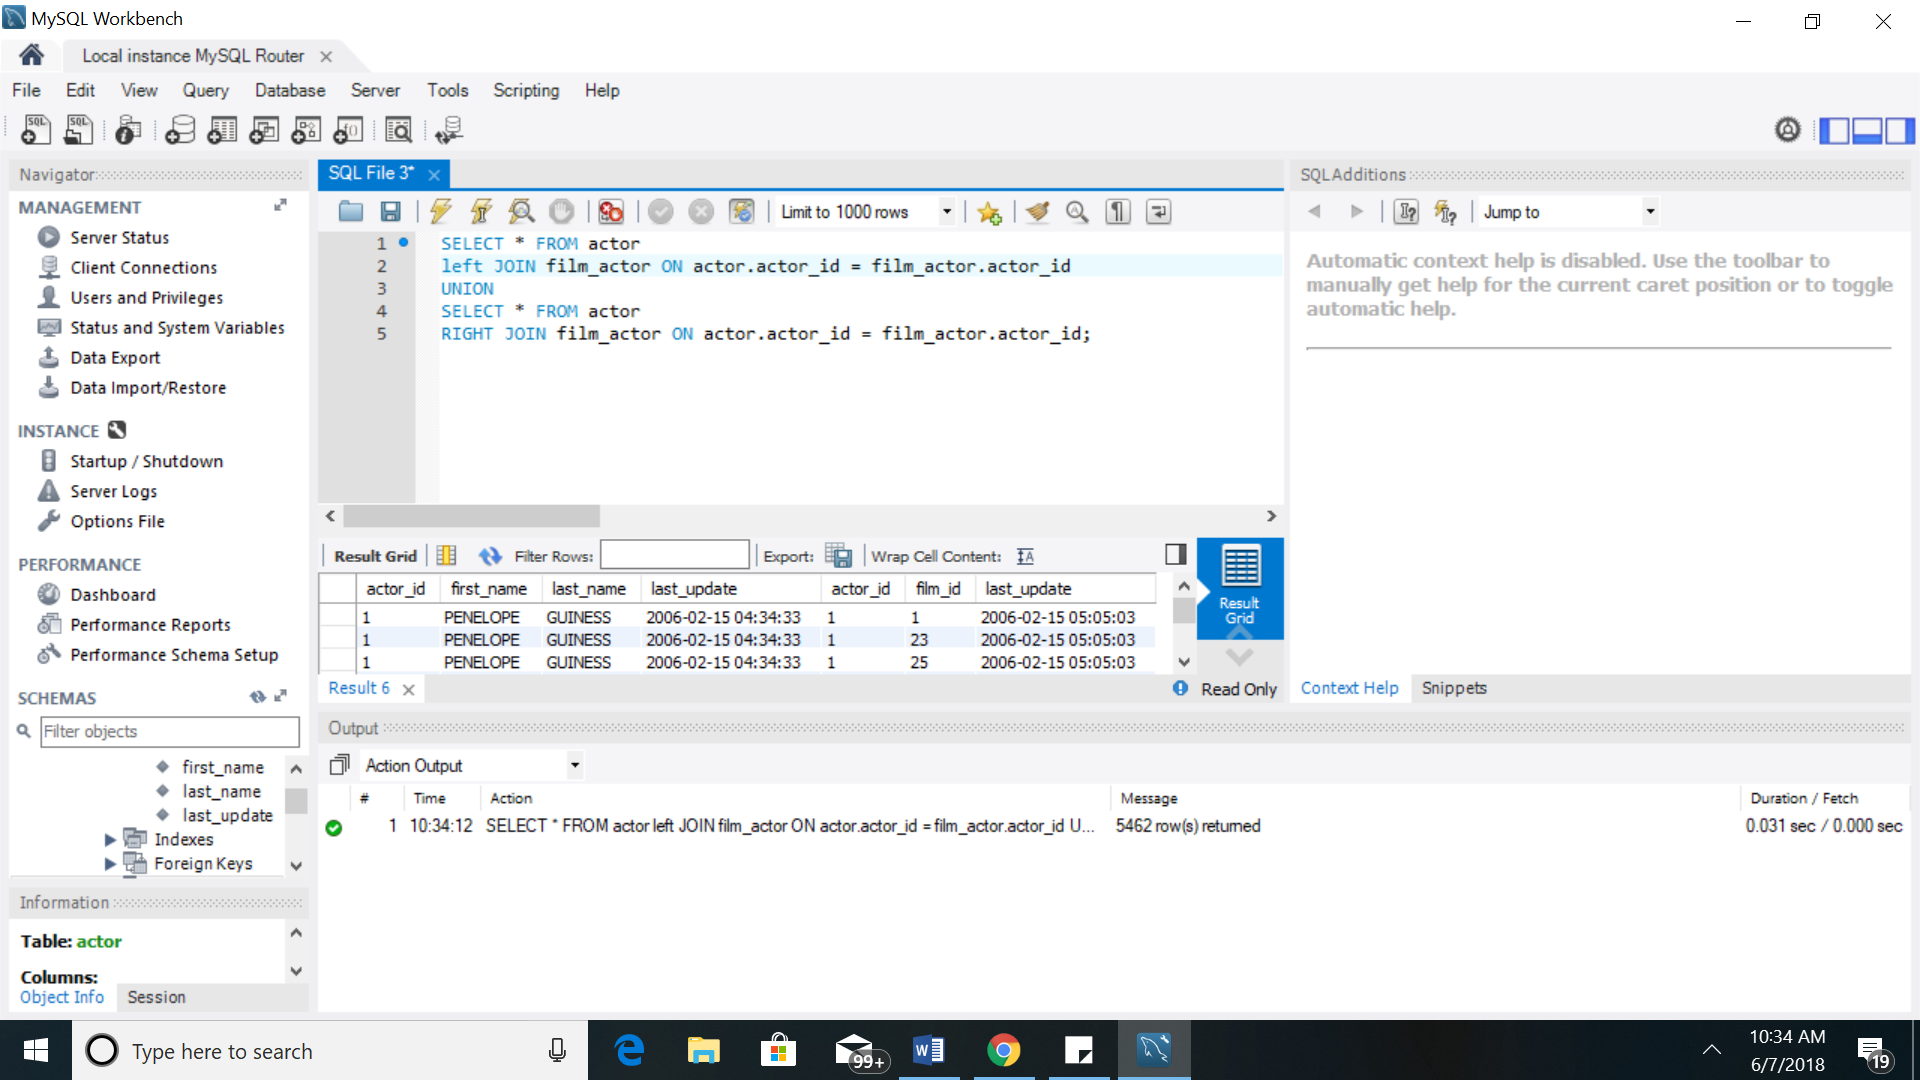 MySQL Workbench
Local instance MySQL Router
File Edit View Query Database Server Tools Scripting Help
Navigator
MANAGEMENT
Server Status
Client Connections
Users and Privileges
Status and System Variables
Data Export
Data Import/Restore
INSTANCE
Startup / Shutdown
Server Logs
Options File
PERFORMANCE
Dashboard
Performance Reports
Performance Schema Setup
SCHEMAS
Filter objects
first_name
last_name
last_update
Indexes
Foreign Keys
Information
Table: actor
Columns:
Object Info Session
SQL File 3*
Limit to 1000 rows
1 SELECT * FROM actor
2 left JOIN film_actor ON actor.actor_id = film_actor.actor_id
3 UNION
4 SELECT * FROM actor
5 RIGHT JOIN film_actor ON actor.actor_id = film_actor.actor_id;
Result Grid Filter Rows: Export: Wrap Cell Content:
actor_id first_name last_name last_update actor_id film_id last_update
1 PENELOPE GUINESS 2006-02-15 04:34:33 1 1 2006-02-15 05:05:03
1 PENELOPE GUINESS 2006-02-15 04:34:33 1 23 2006-02-15 05:05:03
1 PENELOPE GUINESS 2006-02-15 04:34:33 1 25 2006-02-15 05:05:03
Result
Grid
Result 6
Read Only
SQLAdditions
Jump to
Automatic context help is disabled. Use the toolbar to
manually get help for the current caret position or to toggle
automatic help.
Context Help Snippets
Output
Action Output
# Time Action Message Duration / Fetch
1 10:34:12 SELECT * FROM actor left JOIN film_actor ON actor.actor_id = film_actor.actor_id U... 5462 row(s) returned 0.031 sec / 0.000 sec
Type here to search
99+
10:34 AM
6/7/2018
19